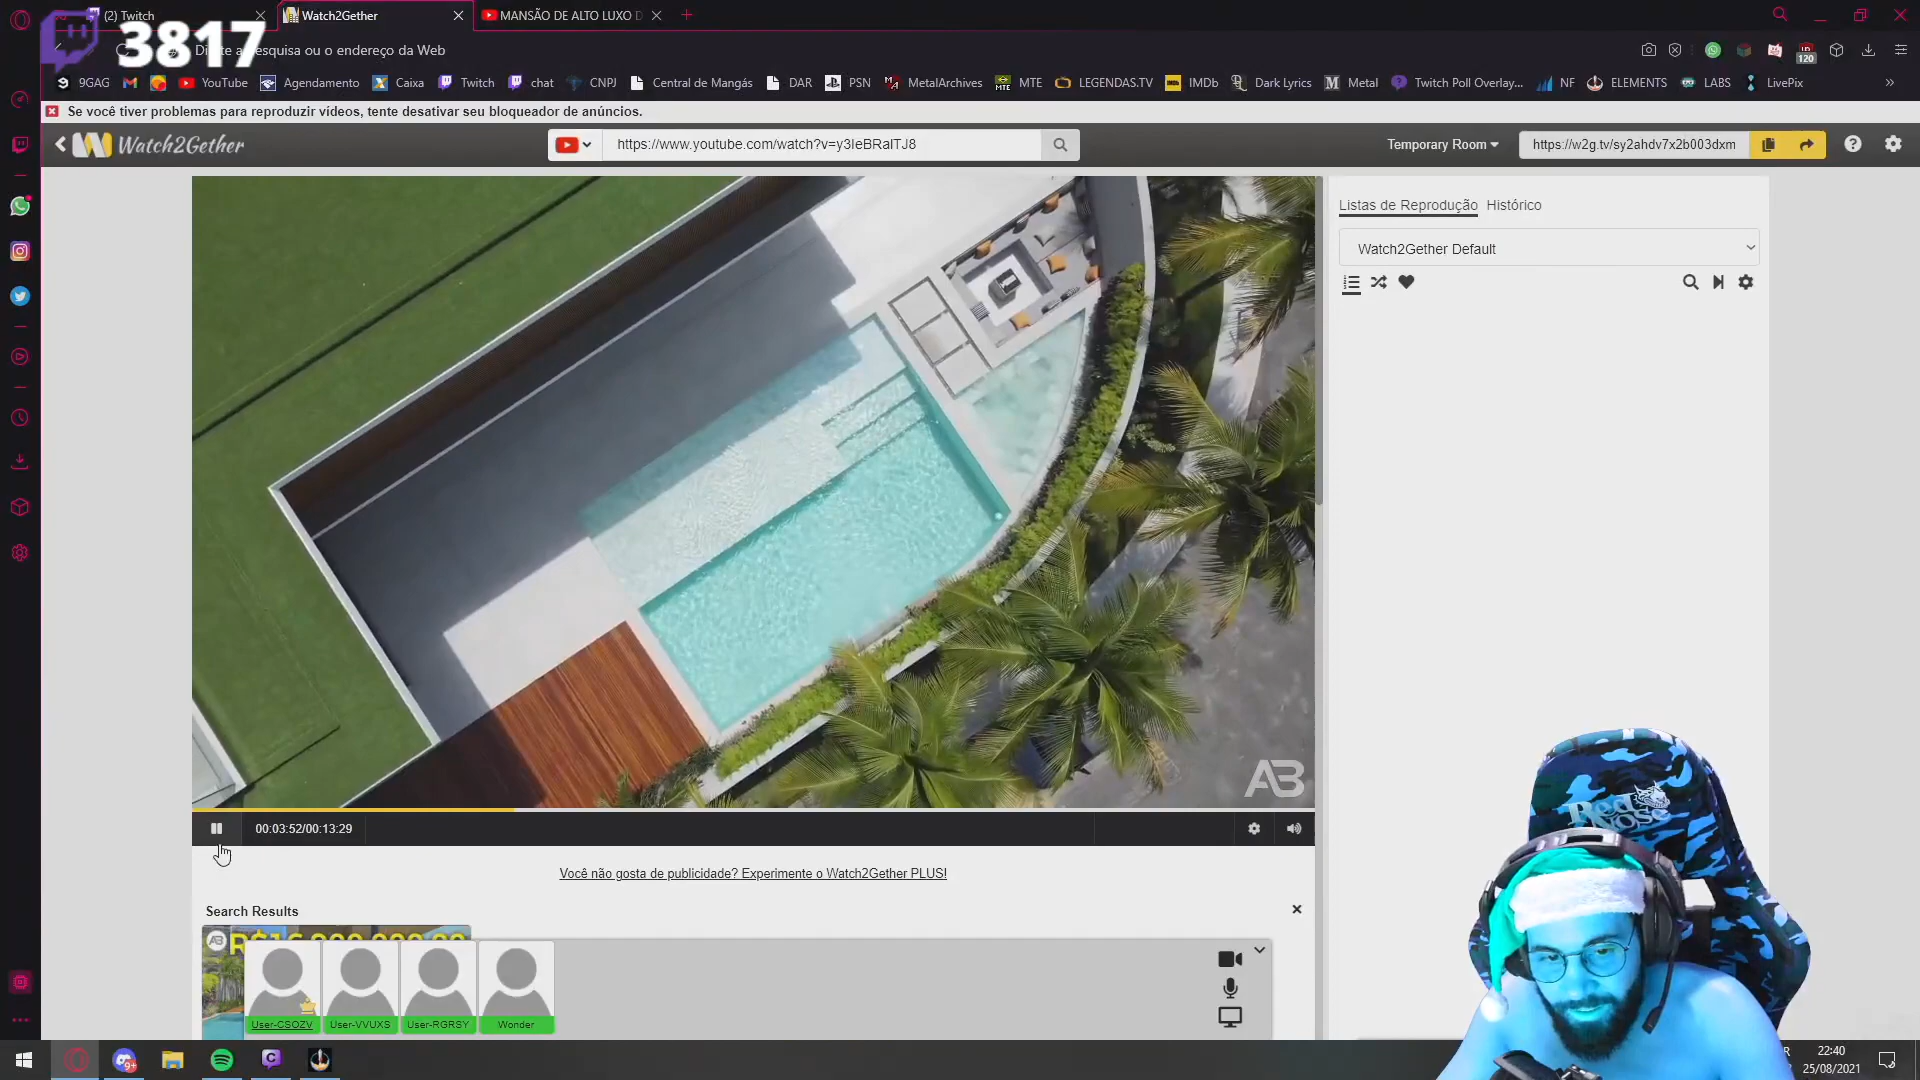 (2) Twitch
Watch2Gether
MANSÃO DE ALTO LUXO D
3817
a pesquisa ou o endereço da Web
120
9GAG
YouTube
Agendamento
Caixa
Twitch
chat
CNPJ
Central de Mangás
DAR
PSN
MetalArchives
MTE
LEGENDAS.TV
IMDb
Dark Lyrics
Metal
Twitch Poll Overlay...
NF
ELEMENTS
LABS
LivePix
Se você tiver problemas para reproduzir vídeos, tente desativar seu bloqueador de anúncios.
Watch2Gether
https://www.youtube.com/watch?v=y3IeBRaITJ8
Temporary Room
https://w2g.tv/sy2ahdv7x2b003dxm
Listas de Reprodução
Histórico
Watch2Gether Default
AB
00:03:52/00:13:29
Você não gosta de publicidade? Experimente o Watch2Gether PLUS!
Search Results
AB
User-CSOZV
User-VVUXS
User-RGRSY
Wonder
9+
22:40
25/08/2021